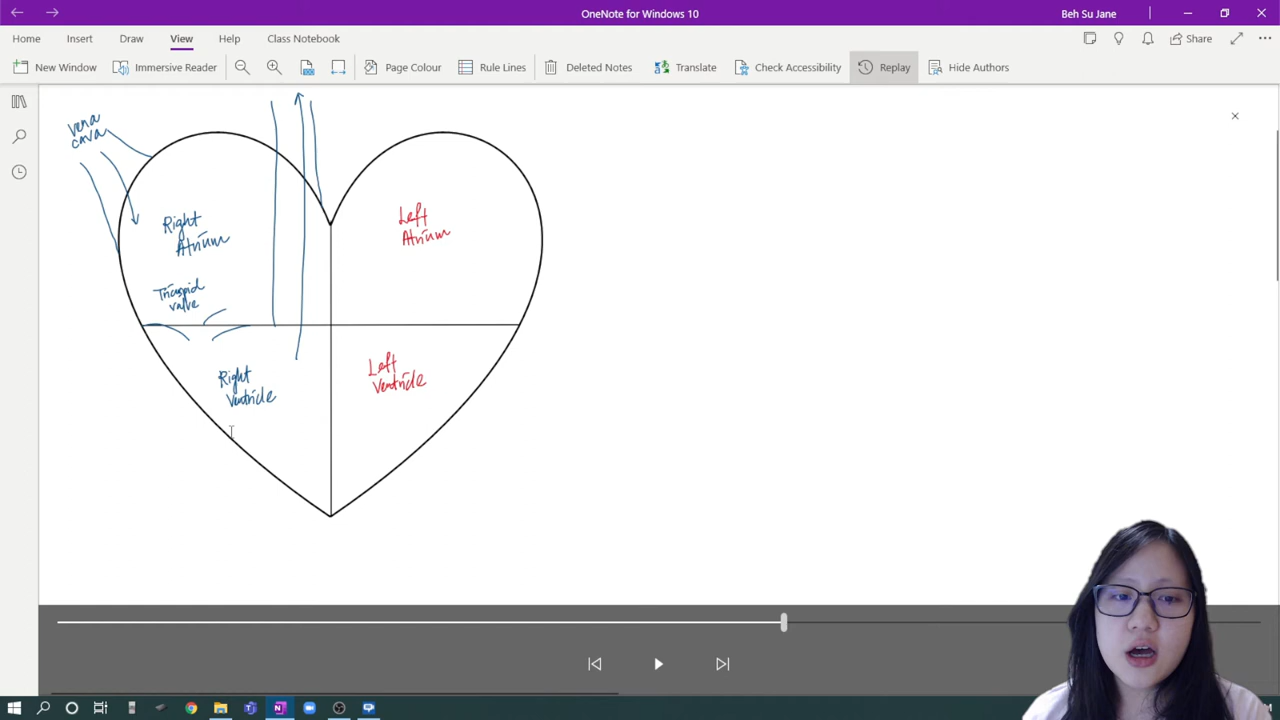 OneNote for Windows 10
Beh Su Jane
Home
Insert
Draw
View
Help
Class Notebook
Share
New Window
Immersive Reader
Page Colour
Rule Lines
Deleted Notes
Translate
Check Accessibility
Replay
Hide Authors
vena
cava
Right
Atrium
Left
Atrium
Tricuspid
valve
Right
Ventricle
Left
Ventricle